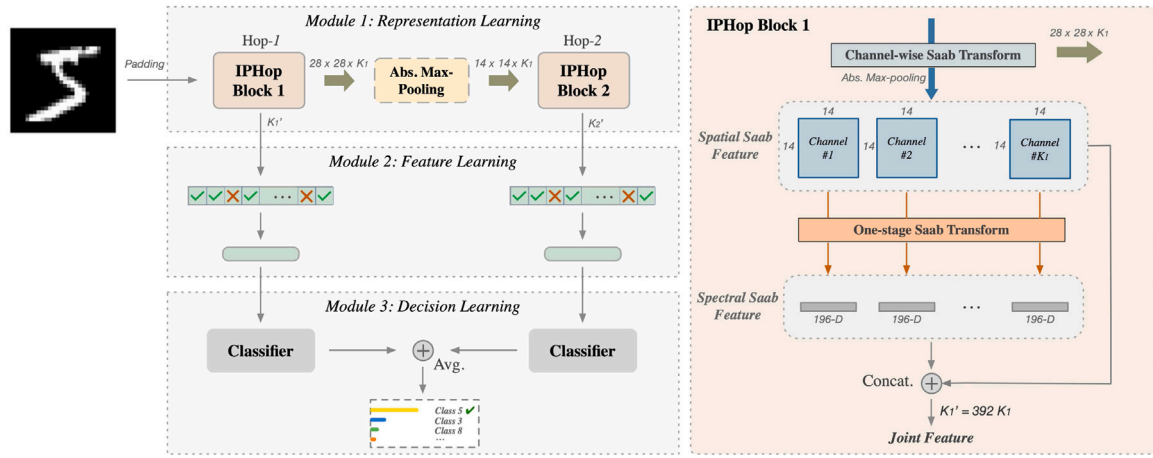 Module 1: Representation Learning
Padding
Hop-1
IPHop
Block 1
28 x 28 x K1
Abs. Max-
Pooling
14 x 14 x K1
Hop-2
IPHop
Block 2
K1'
K2'
Module 2: Feature Learning
...
...
Module 3: Decision Learning
Classifier
Classifier
+
Avg.
Class 5
Class 3
Class 8
...
IPHop Block 1
Channel-wise Saab Transform
28 x 28 x K1
Abs. Max-pooling
Spatial Saab
Feature
14
14
14
14
14
14
Channel
#1
Channel
#2
...
Channel
#K1
One-stage Saab Transform
Spectral Saab
Feature
...
196-D
196-D
196-D
Concat.
+
K1' = 392 K1
Joint Feature